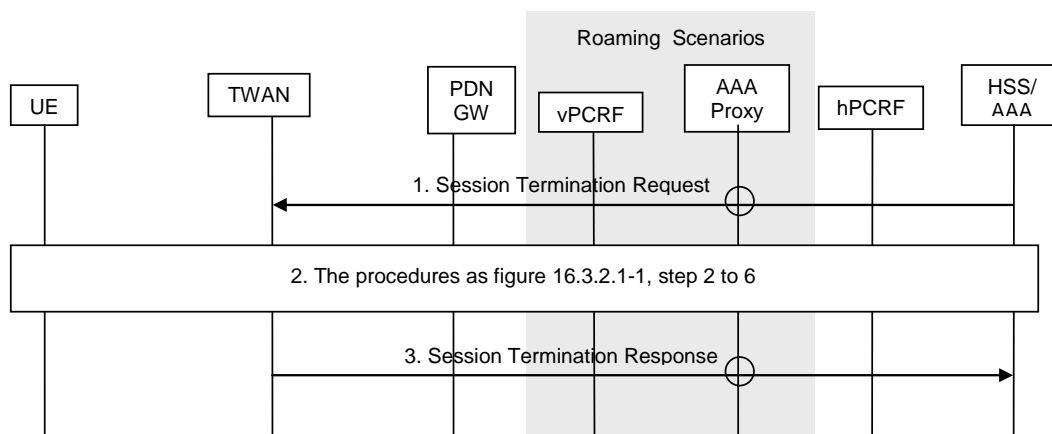 Roaming Scenarios
UE
TWAN
PDN
GW
vPCRF
AAA
Proxy
hPCRF
HSS/
AAA
1. Session Termination Request
2. The procedures as figure 16.3.2.1-1, step 2 to 6
3. Session Termination Response